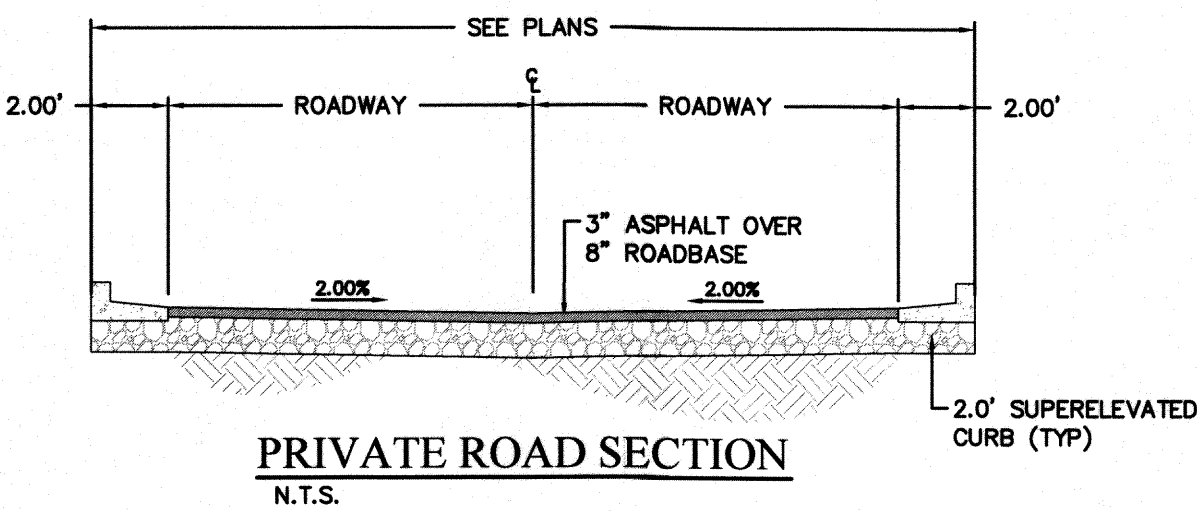 SEE PLANS
℄
2.00'
ROADWAY
ROADWAY
2.00'
3" ASPHALT OVER
8" ROADBASE
2.00%
2.00%
2.0' SUPERELEVATED
CURB (TYP)
PRIVATE ROAD SECTION
N.T.S.